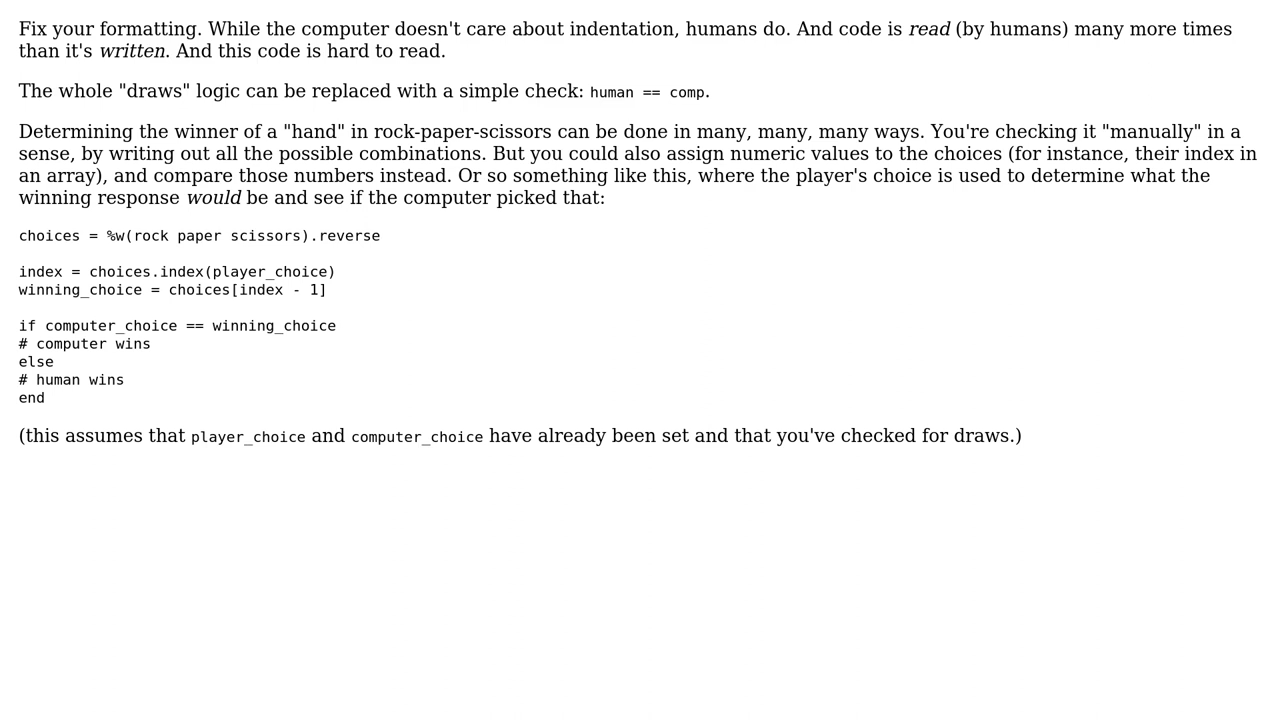 Fix your formatting. While the computer doesn't care about indentation, humans do. And code is read (by humans) many more times
than it's written. And this code is hard to read.
The whole "draws" logic can be replaced with a simple check: human == comp.
Determining the winner of a "hand" in rock-paper-scissors can be done in many, many, many ways. You're checking it "manually" in a
sense, by writing out all the possible combinations. But you could also assign numeric values to the choices (for instance, their index in
an array), and compare those numbers instead. Or so something like this, where the player's choice is used to determine what the
winning response would be and see if the computer picked that:
choices = %w(rock paper scissors).reverse
index = choices.index(player_choice)
winning_choice = choices[index - 1]
if computer_choice == winning_choice
# computer wins
else
# human wins
end
(this assumes that player_choice and computer_choice have already been set and that you've checked for draws.)